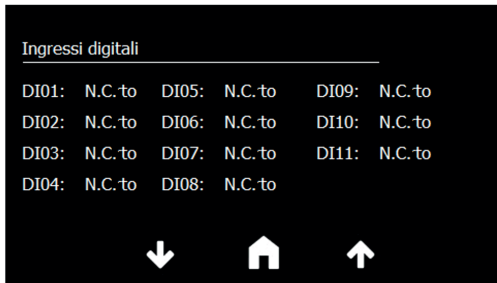 Ingressi digitali
DI01: N.C.to DI05: N.C.to DI09: N.C.to
DI02: N.C.to DI06: N.C.to DI10: N.C.to
DI03: N.C.to DI07: N.C.to DI11: N.C.to
DI04: N.C.to DI08: N.C.to